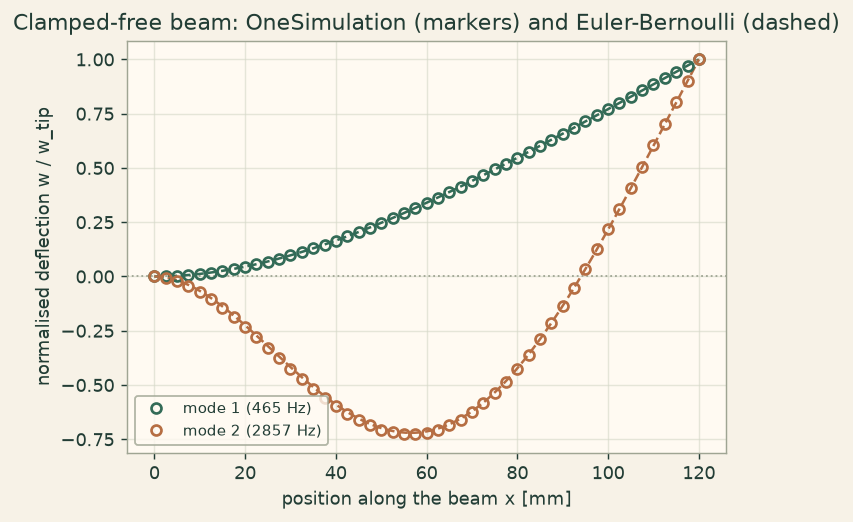 Clamped-free beam: OneSimulation (markers) and Euler-Bernoulli (dashed)
normalised deflection w / w_tip
1.00
0.75
0.50
0.25
0.00
−0.25
−0.50
−0.75
mode 1 (465 Hz)
mode 2 (2857 Hz)
0 20 40 60 80 100 120
position along the beam x [mm]